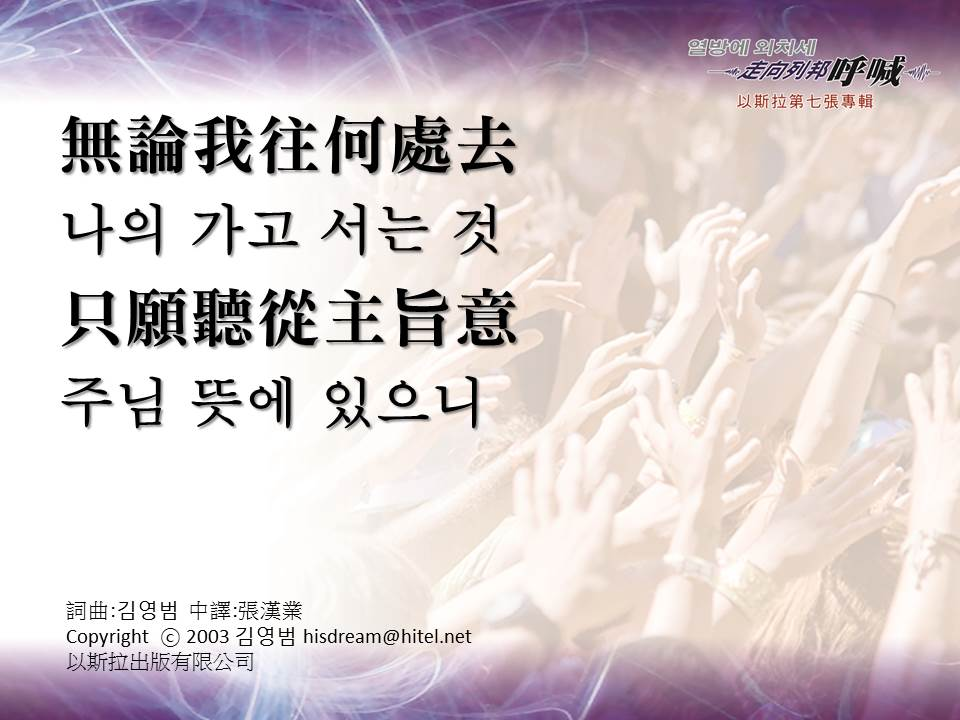 열방에 외치세
走向列邦呼喊
以斯拉第七張專輯
無論我往何處去
나의 가고 서는 것
只願聽從主旨意
주님 뜻에 있으니
詞曲:김영범 中譯:張漢業
Copyright ⓒ 2003 김영범 hisdream@hitel.net
以斯拉出版有限公司